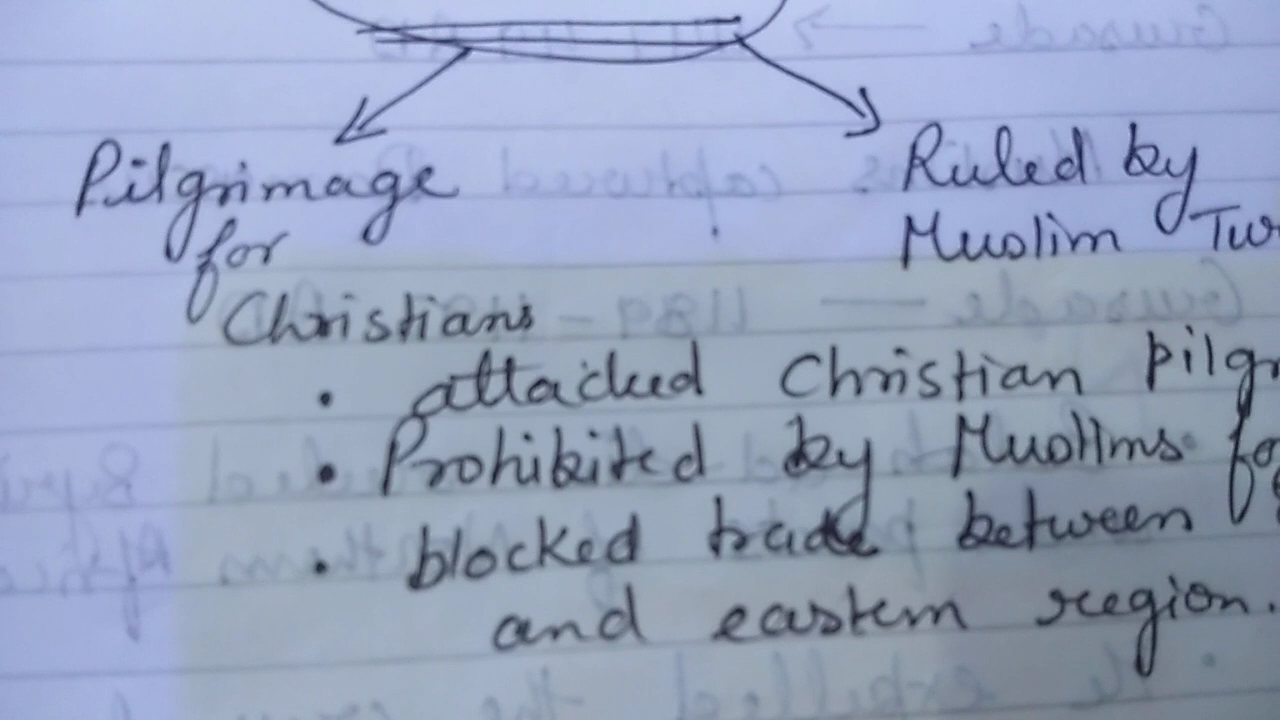 Pilgrimage
for
Christians
Ruled by
Muslim
• attacked Christian
• Prohibited by Muslims
• blocked trade between
and eastern region.